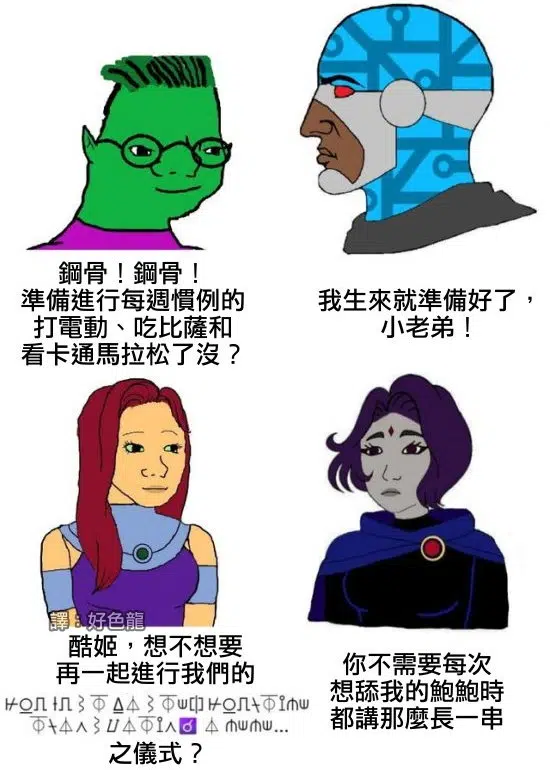 鋼骨！鋼骨！
準備進行每週慣例的
打電動、吃比薩和
看卡通馬拉松了沒？
我生來就準備好了，
小老弟！
譯：好色龍
酷姬，想不想要
再一起進行我們的
之儀式？
你不需要每次
想舔我的鮑鮑時
都講那麼長一串